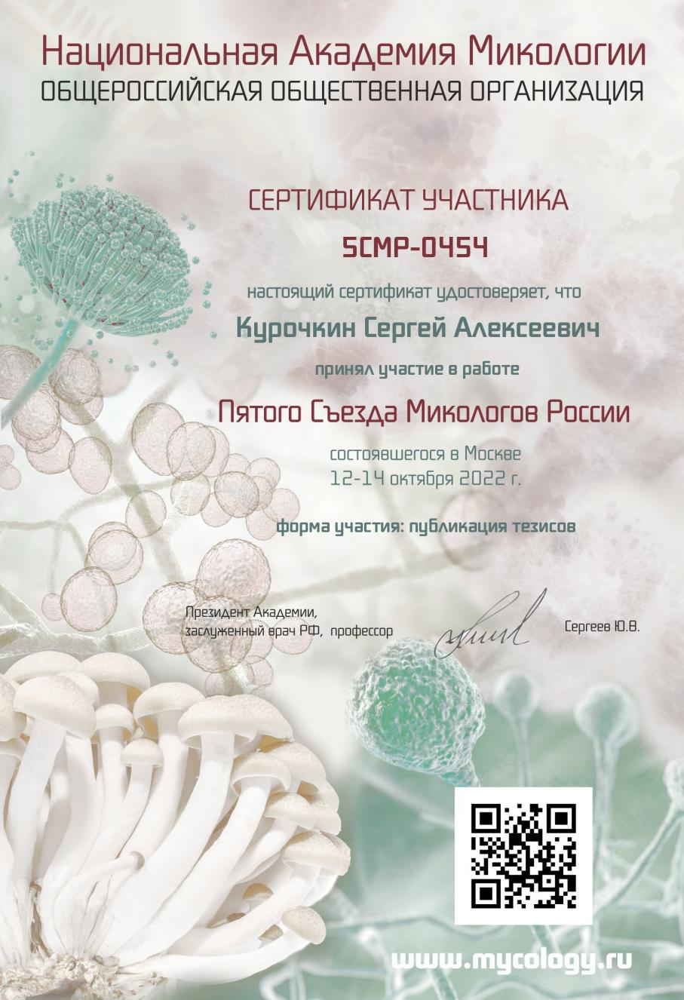 Национальная Академия Микологии
ОБЩЕРОССИЙСКАЯ ОБЩЕСТВЕННАЯ ОРГАНИЗАЦИЯ
СЕРТИФИКАТ УЧАСТНИКА
5CMP-0454
настоящий сертификат удостоверяет, что
Курочкин Сергей Алексеевич
принял участие в работе
Пятого Съезда Микологов России
состоявшегося в Москве
12-14 октября 2022 г.
форма участия: публикация тезисов
Президент Академии,
заслуженный врач РФ, профессор
Сергеев Ю.В.
www.mycology.ru